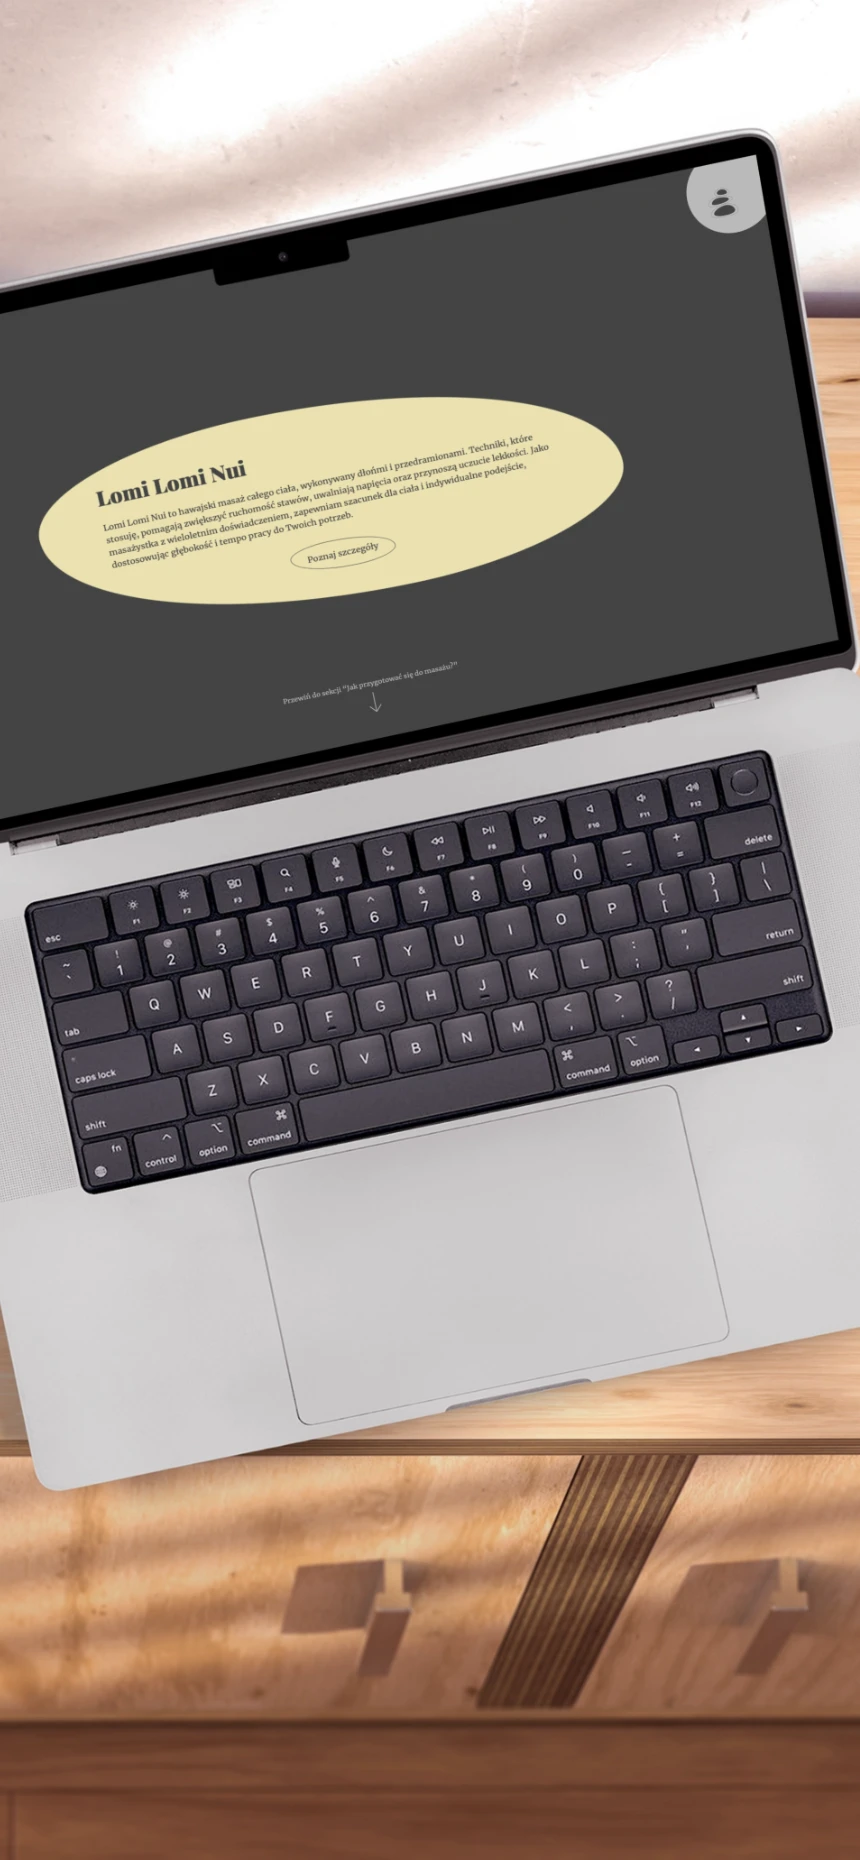 Lomi Lomi Nui
Lomi Lomi Nui to hawajski masaż całego ciała, wykonywany dłońmi i przedramionami. Techniki, które
stosuję, pomagają zwiększyć ruchomość stawów, uwalniają napięcia oraz przynoszą uczucie lekkości. Jako
masażystka z wieloletnim doświadczeniem, zapewniam szacunek dla ciała i indywidualne podejście,
dostosowując głębokość i tempo pracy do Twoich potrzeb.
Poznaj szczegóły
Przewiń do sekcji "Jak przygotować się do masażu?"
esc F1 F2 F3 F4 F5 F6 F7 F8 F9 F10 F11 F12
~ ! @ # $ % ^ & * ( ) _ +
` 1 2 3 4 5 6 7 8 9 0 - = delete
tab Q W E R T Y U I O P { [ } ] | \
caps lock A S D F G H J K L : ; " ' return
shift Z X C V B N M < , > . ? / shift
fn control option command command option